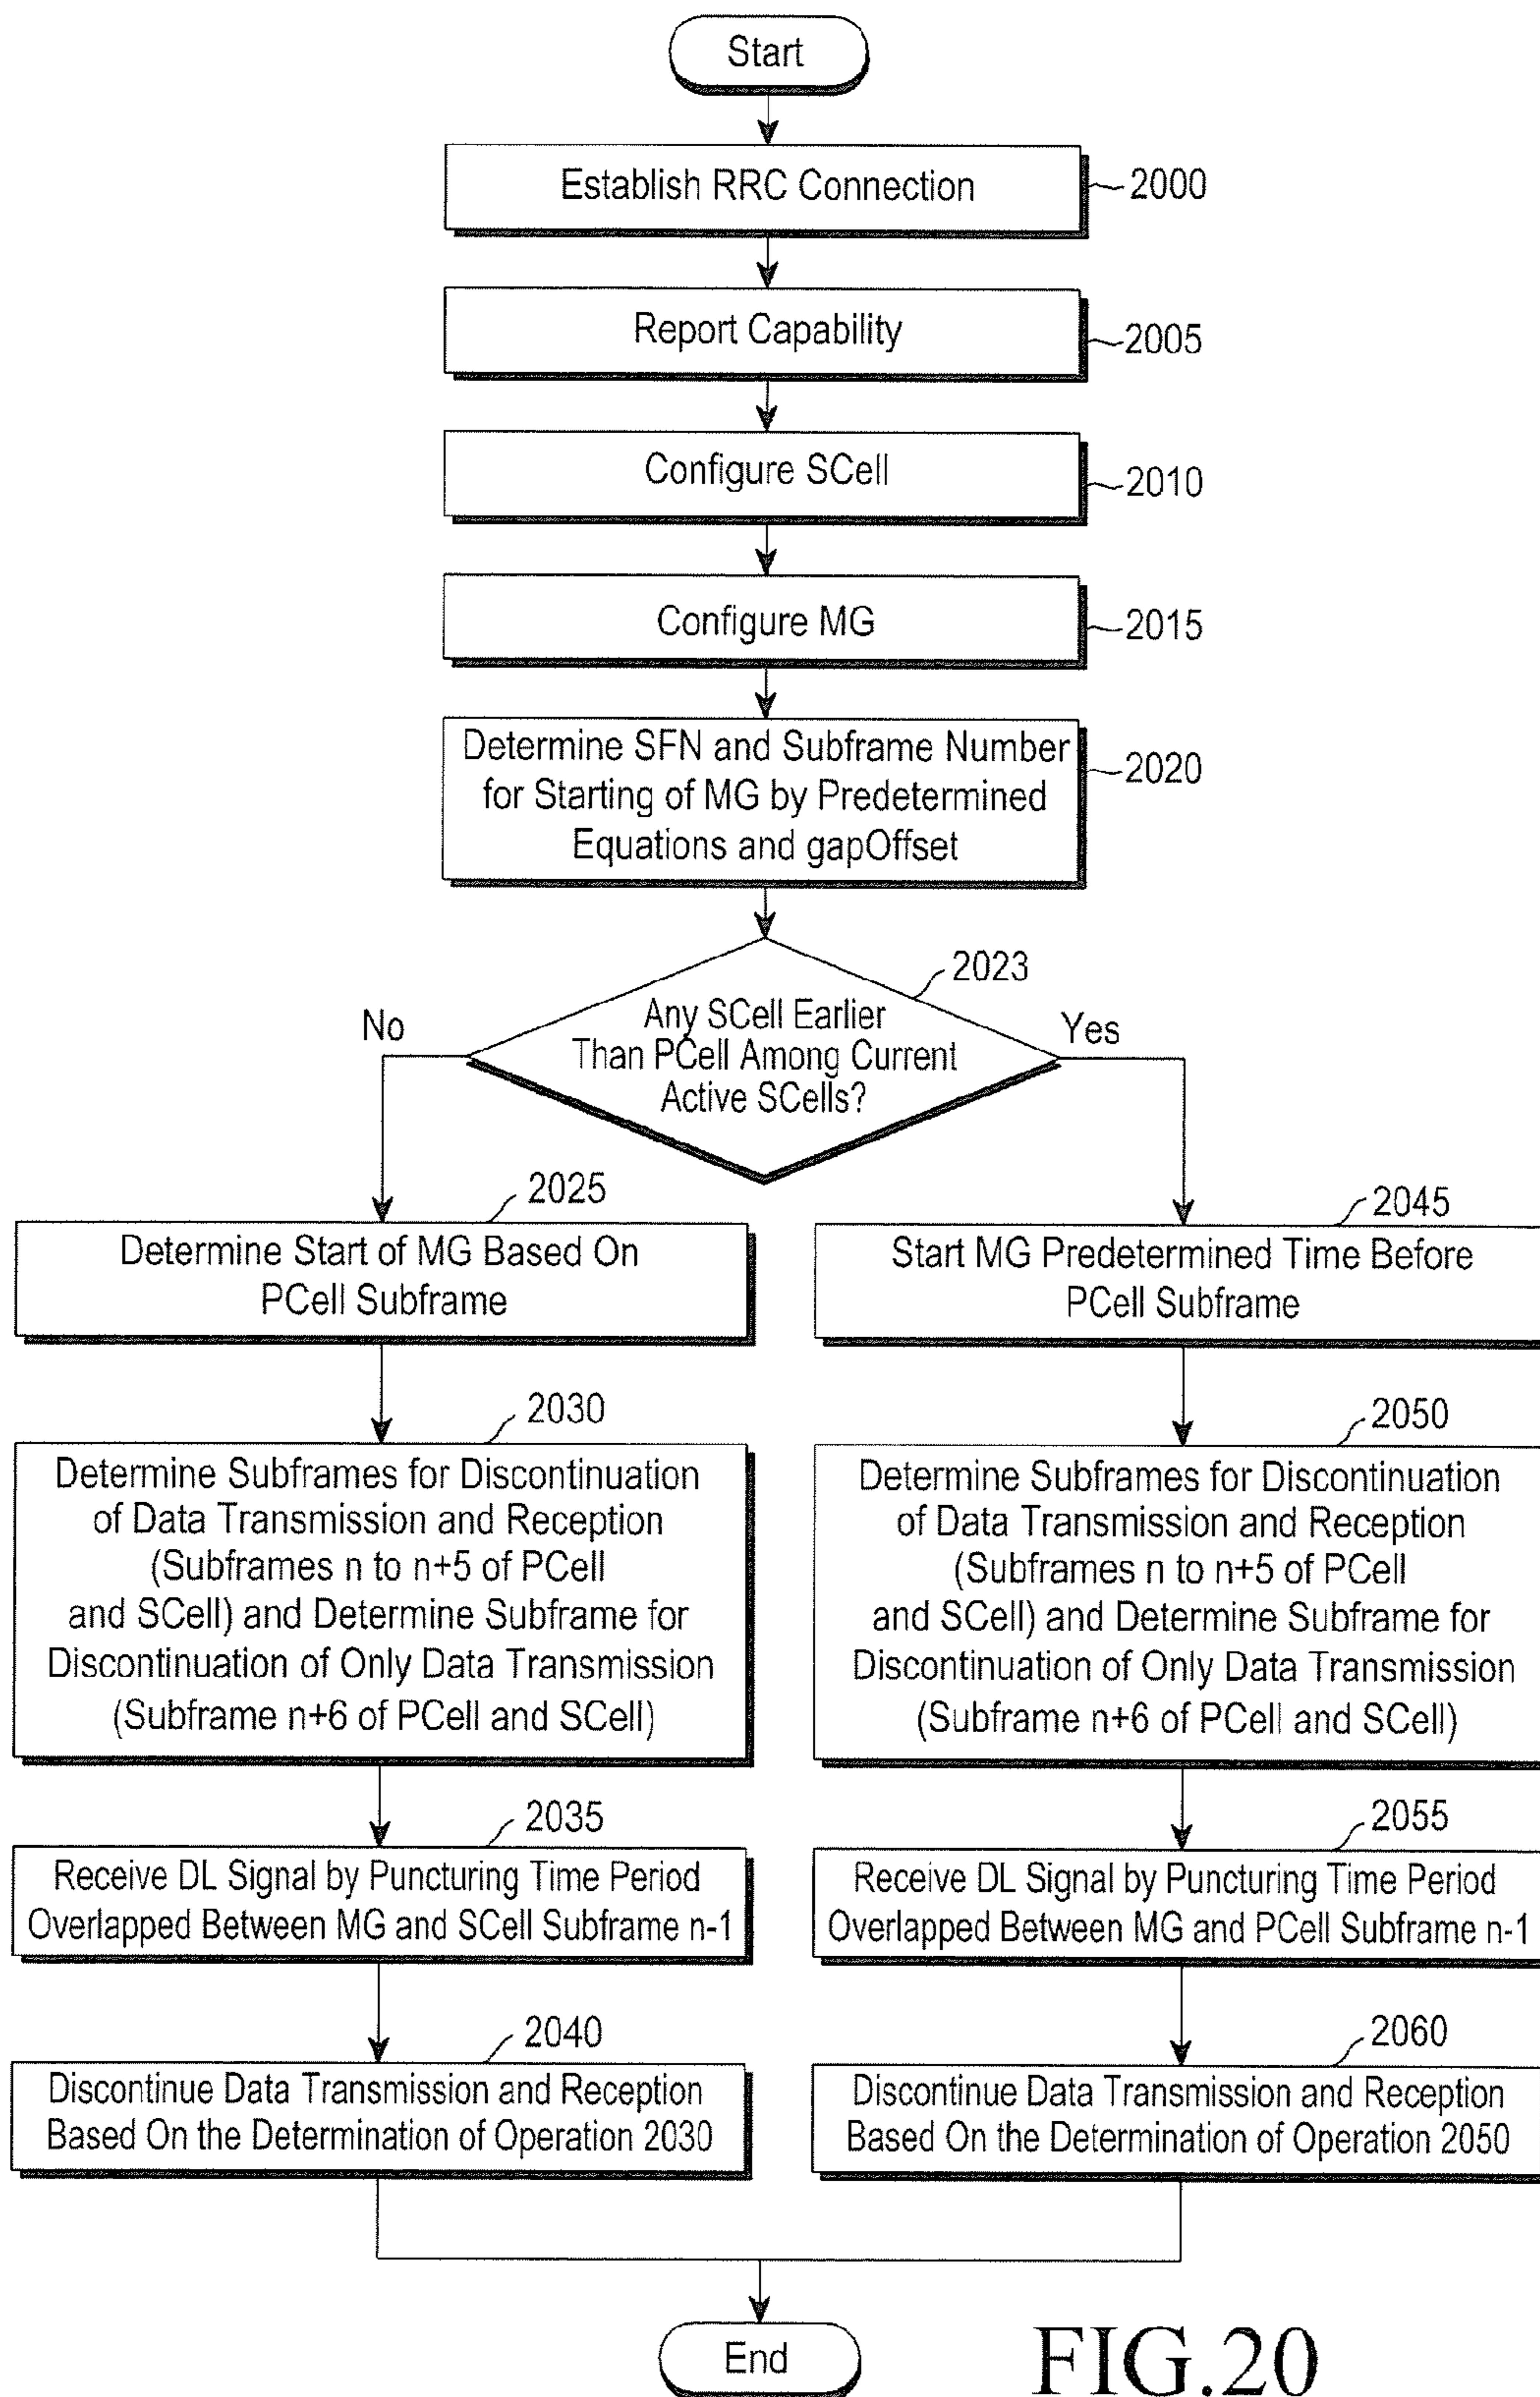 Start
Establish RRC Connection
2000
Report Capability
2005
Configure SCell
2010
Configure MG
2015
Determine SFN and Subframe Number
for Starting of MG by Predetermined
Equations and gapOffset
2020
2023
Any SCell Earlier
Than PCell Among Current
Active SCells?
No
Yes
2025
Determine Start of MG Based On
PCell Subframe
2045
Start MG Predetermined Time Before
PCell Subframe
2030
Determine Subframes for Discontinuation
of Data Transmission and Reception
(Subframes n to n+5 of PCell
and SCell) and Determine Subframe for
Discontinuation of Only Data Transmission
(Subframe n+6 of PCell and SCell)
2050
Determine Subframes for Discontinuation
of Data Transmission and Reception
(Subframes n to n+5 of PCell
and SCell) and Determine Subframe for
Discontinuation of Only Data Transmission
(Subframe n+6 of PCell and SCell)
2035
Receive DL Signal by Puncturing Time Period
Overlapped Between MG and SCell Subframe n-1
2055
Receive DL Signal by Puncturing Time Period
Overlapped Between MG and PCell Subframe n-1
2040
Discontinue Data Transmission and Reception
Based On the Determination of Operation 2030
2060
Discontinue Data Transmission and Reception
Based On the Determination of Operation 2050
End
FIG.20